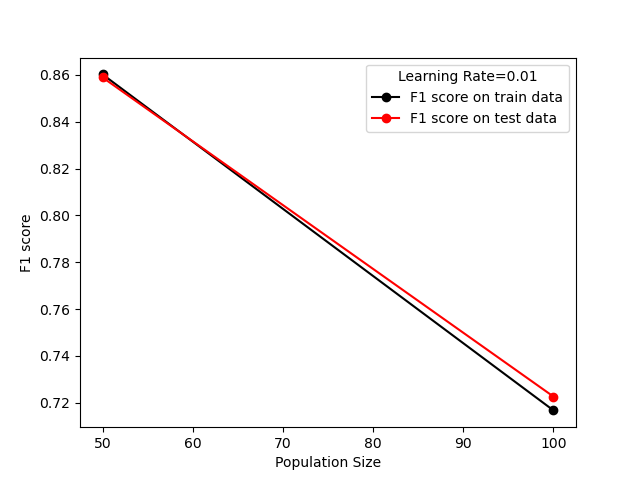 Learning Rate=0.01
F1 score on train data
F1 score on test data
0.86
0.84
0.82
0.80
0.78
0.76
0.74
0.72
F1 score
50 60 70 80 90 100
Population Size